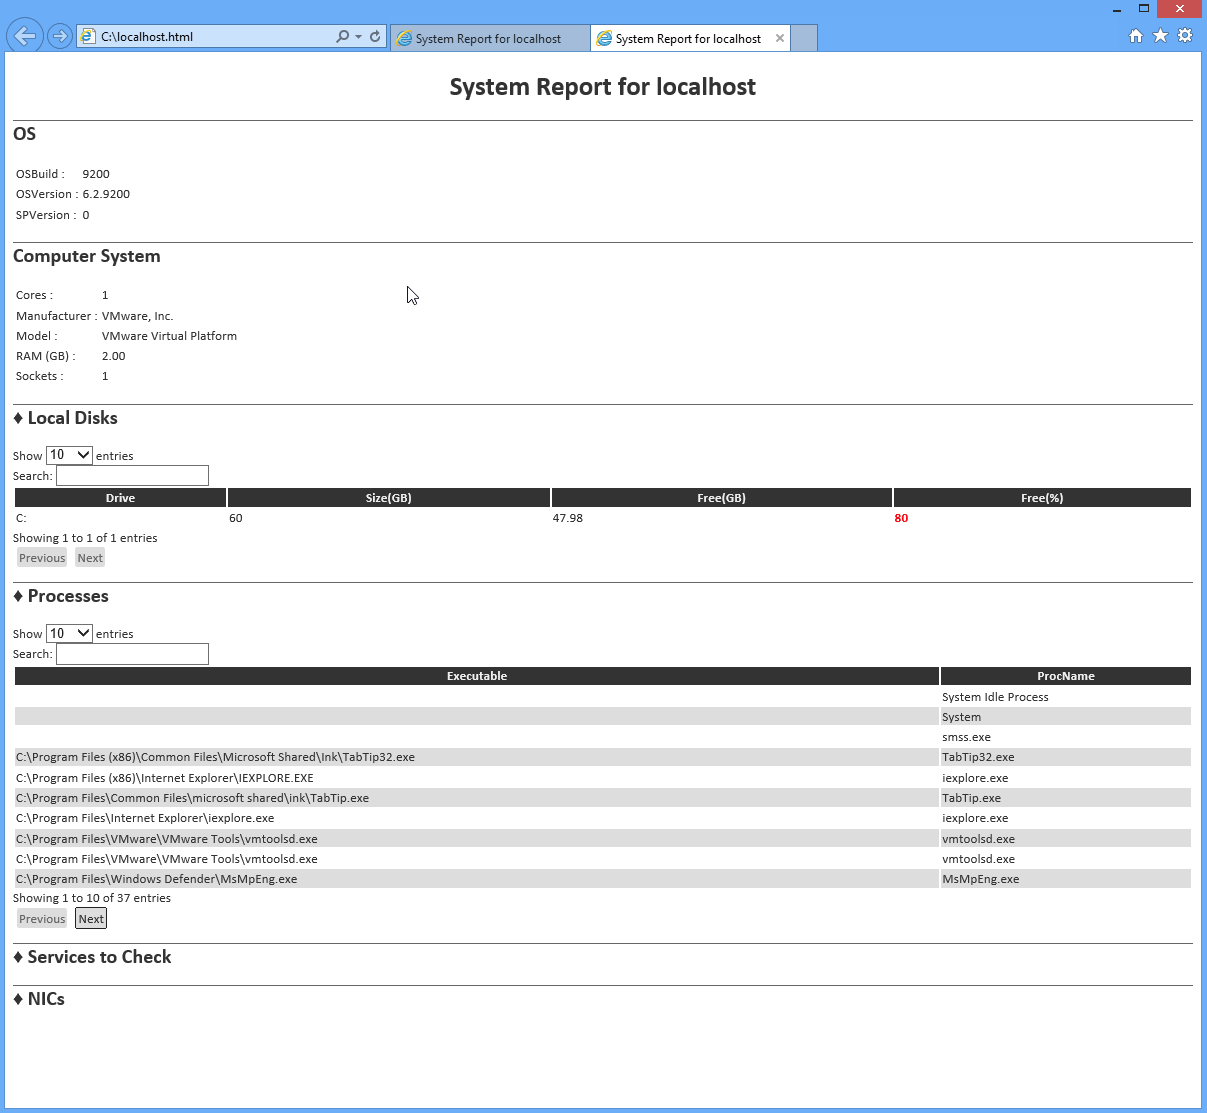 C:\localhost.html
System Report for localhost
System Report for localhost
System Report for localhost
OS
OSBuild : 9200
OSVersion : 6.2.9200
SPVersion : 0
Computer System
Cores : 1
Manufacturer : VMware, Inc.
Model : VMware Virtual Platform
RAM (GB) : 2.00
Sockets : 1
♦ Local Disks
Show 10 entries
Search:
Drive Size(GB) Free(GB) Free(%)
C: 60 47.98 80
Showing 1 to 1 of 1 entries
Previous Next
♦ Processes
Show 10 entries
Search:
Executable ProcName
System Idle Process
System
smss.exe
C:\Program Files (x86)\Common Files\Microsoft Shared\Ink\TabTip32.exe TabTip32.exe
C:\Program Files (x86)\Internet Explorer\IEXPLORE.EXE iexplore.exe
C:\Program Files\Common Files\microsoft shared\ink\TabTip.exe TabTip.exe
C:\Program Files\Internet Explorer\iexplore.exe iexplore.exe
C:\Program Files\VMware\VMware Tools\vmtoolsd.exe vmtoolsd.exe
C:\Program Files\VMware\VMware Tools\vmtoolsd.exe vmtoolsd.exe
C:\Program Files\Windows Defender\MsMpEng.exe MsMpEng.exe
Showing 1 to 10 of 37 entries
Previous Next
♦ Services to Check
♦ NICs